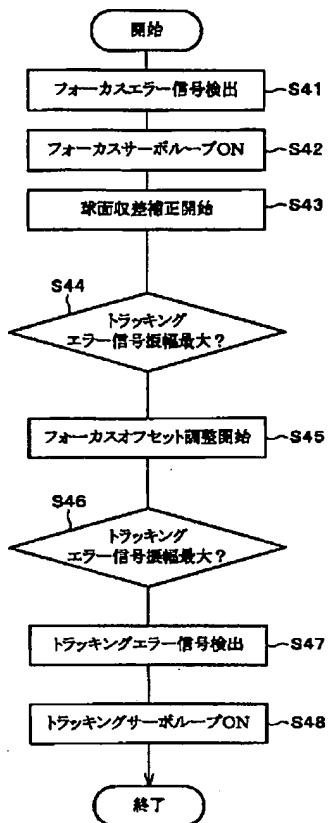 開始
フォーカスエラー信号検出
S41
フォーカスサーボループON
S42
球面収差補正開始
S43
S44
トラッキング
エラー信号振幅最大?
フォーカスオフセット調整開始
S45
S46
トラッキング
エラー信号振幅最大?
トラッキングエラー信号検出
S47
トラッキングサーボループON
S48
終了